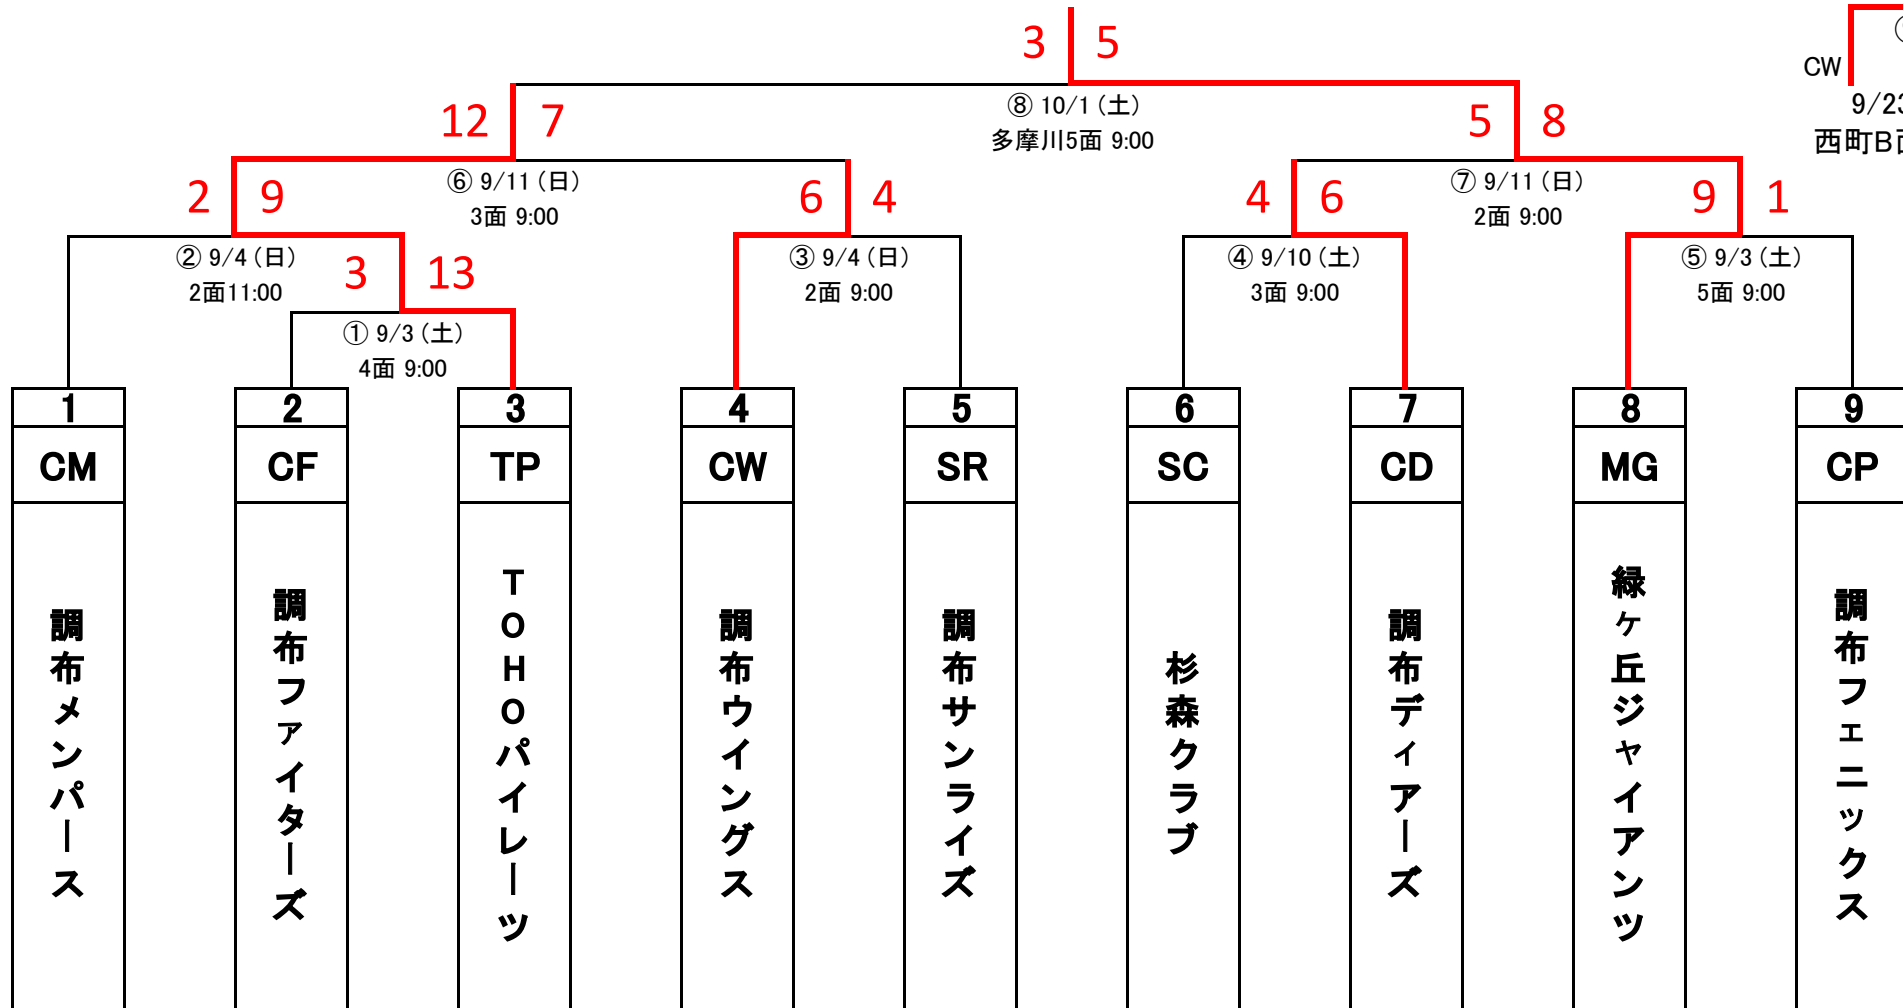 3 5
CW
⑧ 10/1 (土)
多摩川5面 9:00
9/23
西町B面
12 7
5 8
⑥ 9/11 (日)
3面 9:00
⑦ 9/11 (日)
2面 9:00
2 9
6 4
4 6
9 1
② 9/4 (日)
2面11:00
③ 9/4 (日)
2面 9:00
④ 9/10 (土)
3面 9:00
⑤ 9/3 (土)
5面 9:00
3 13
① 9/3 (土)
4面 9:00
1 2 3 4 5 6 7 8 9
CM CF TP CW SR SC CD MG CP
調布メンパース
調布ファイターズ
TOHOパイレーツ
調布ウイングス
調布サンライズ
杉森クラブ
調布ディアーズ
緑ヶ丘ジャイアンツ
調布フェニックス